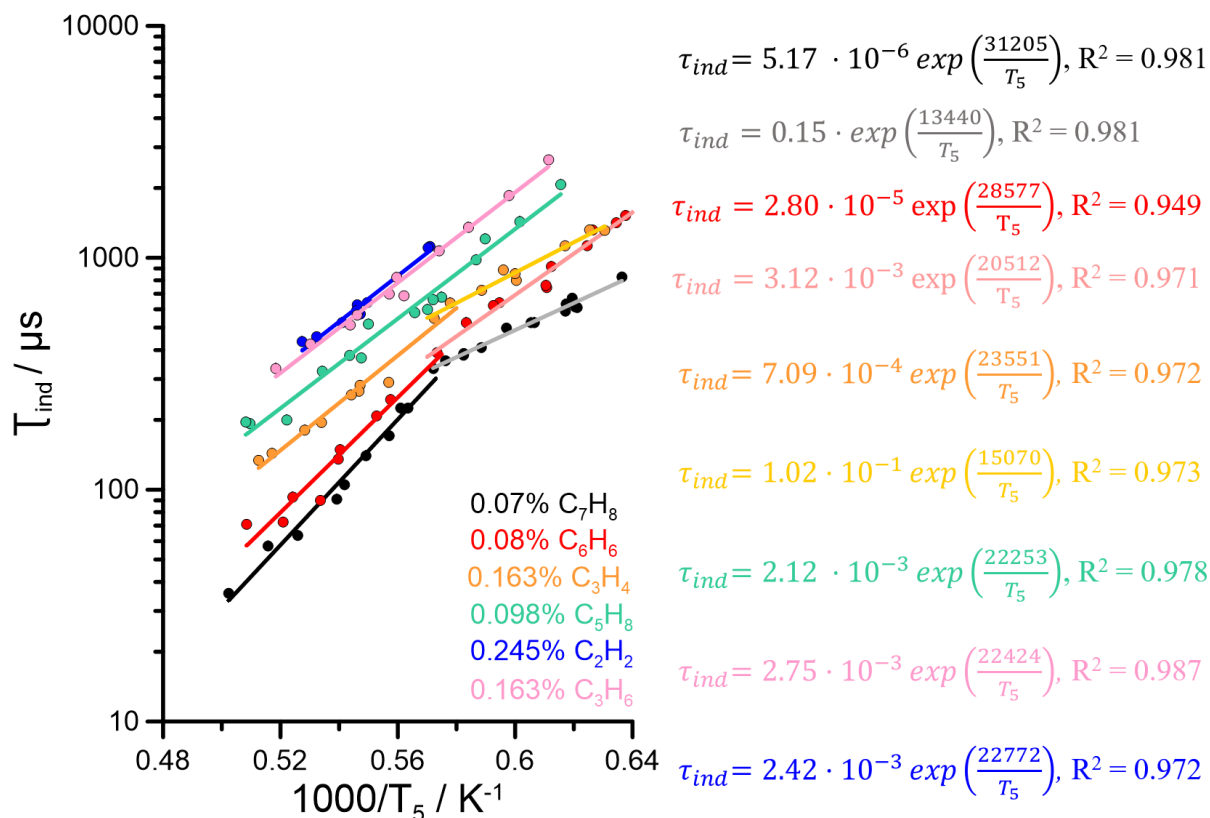 10000
1000
100
10
τind / µs
0.48
0.52
0.56
0.6
0.64
1000/T₅ / K⁻¹
0.07% C₇H₈
0.08% C₆H₆
0.163% C₃H₄
0.098% C₅H₈
0.245% C₂H₂
0.163% C₃H₆
τind = 5.17 · 10⁻⁶ exp(31205/T₅), R² = 0.981
τind = 0.15 · exp(13440/T₅), R² = 0.981
τind = 2.80 · 10⁻⁵ exp(28577/T₅), R² = 0.949
τind = 3.12 · 10⁻³ exp(20512/T₅), R² = 0.971
τind = 7.09 · 10⁻⁴ exp(23551/T₅), R² = 0.972
τind = 1.02 · 10⁻¹ exp(15070/T₅), R² = 0.973
τind = 2.12 · 10⁻³ exp(22253/T₅), R² = 0.978
τind = 2.75 · 10⁻³ exp(22424/T₅), R² = 0.987
τind = 2.42 · 10⁻³ exp(22772/T₅), R² = 0.972